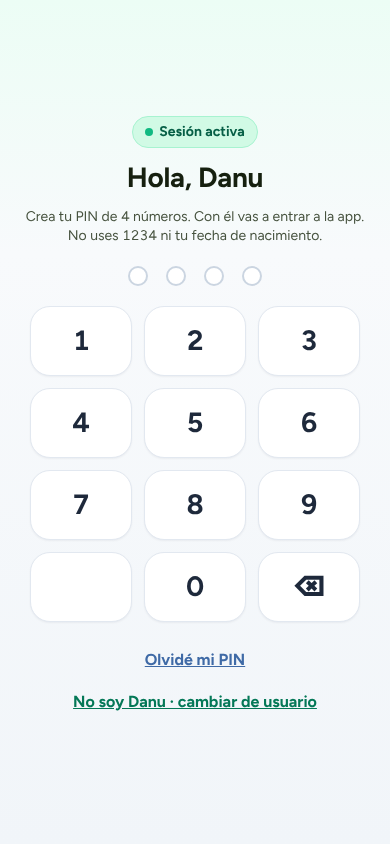 Sesión activa
Hola, Danu
Crea tu PIN de 4 números. Con él vas a entrar a la app.
No uses 1234 ni tu fecha de nacimiento.
1 2 3
4 5 6
7 8 9
0
Olvidé mi PIN
No soy Danu · cambiar de usuario